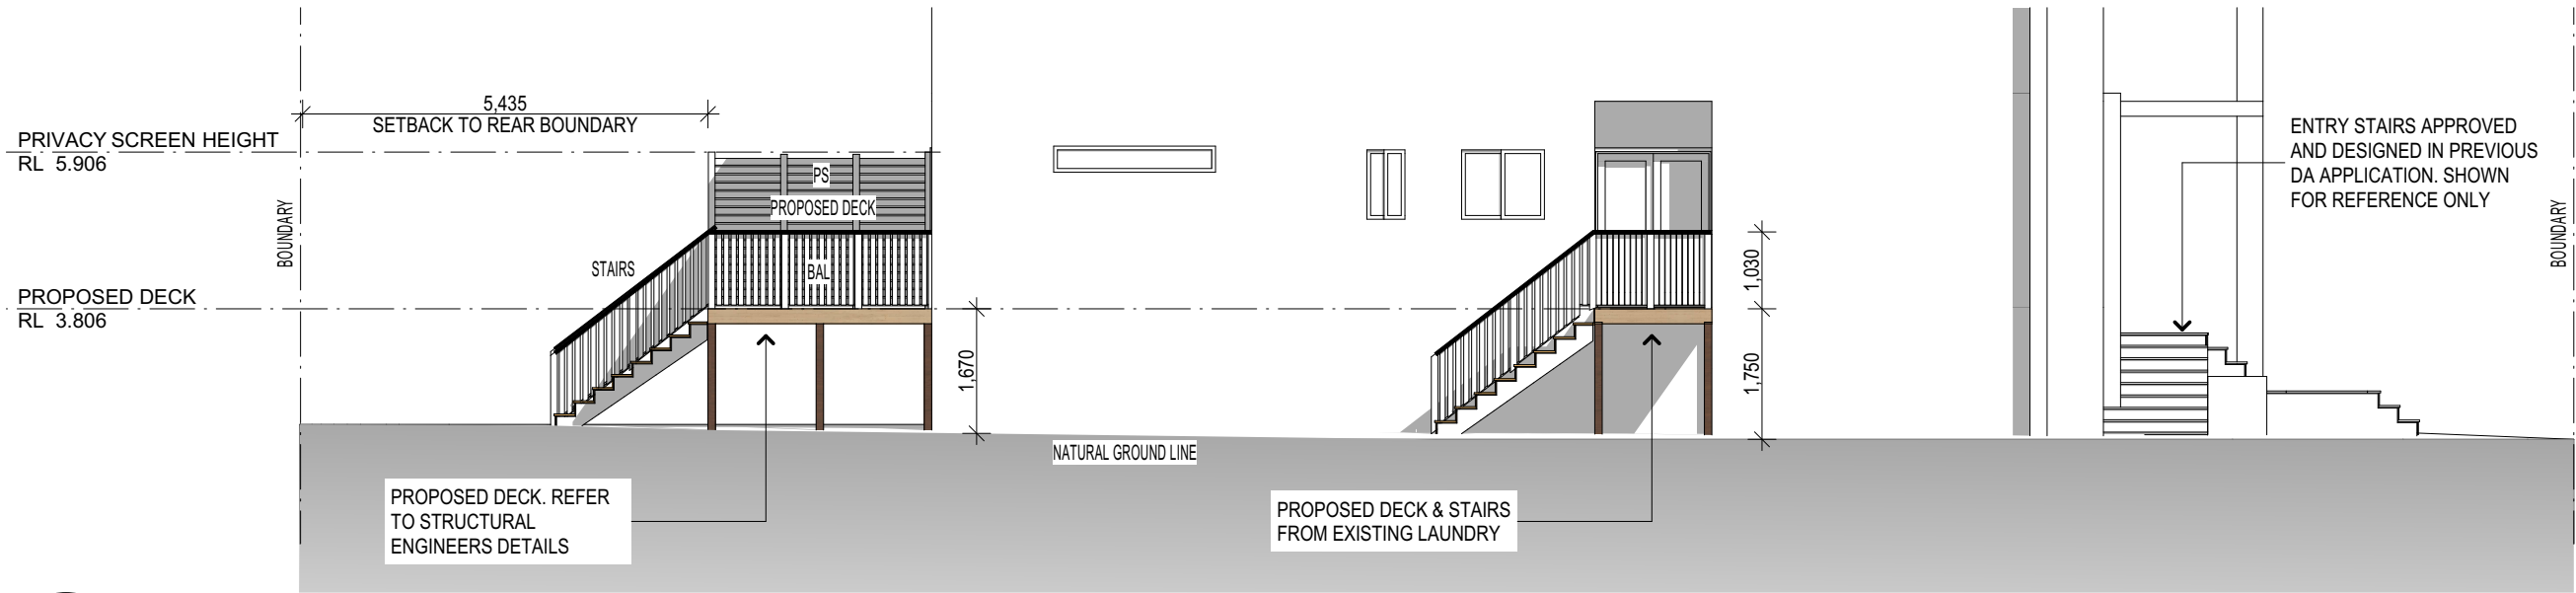 5,435
SETBACK TO REAR BOUNDARY
PRIVACY SCREEN HEIGHT
RL 5.906
BOUNDARY
PROPOSED DECK
RL 3.806
STAIRS
PS
PROPOSED DECK
BAL
1,670
NATURAL GROUND LINE
PROPOSED DECK. REFER
TO STRUCTURAL
ENGINEERS DETAILS
PROPOSED DECK & STAIRS
FROM EXISTING LAUNDRY
1,030
1,750
ENTRY STAIRS APPROVED
AND DESIGNED IN PREVIOUS
DA APPLICATION. SHOWN
FOR REFERENCE ONLY
BOUNDARY